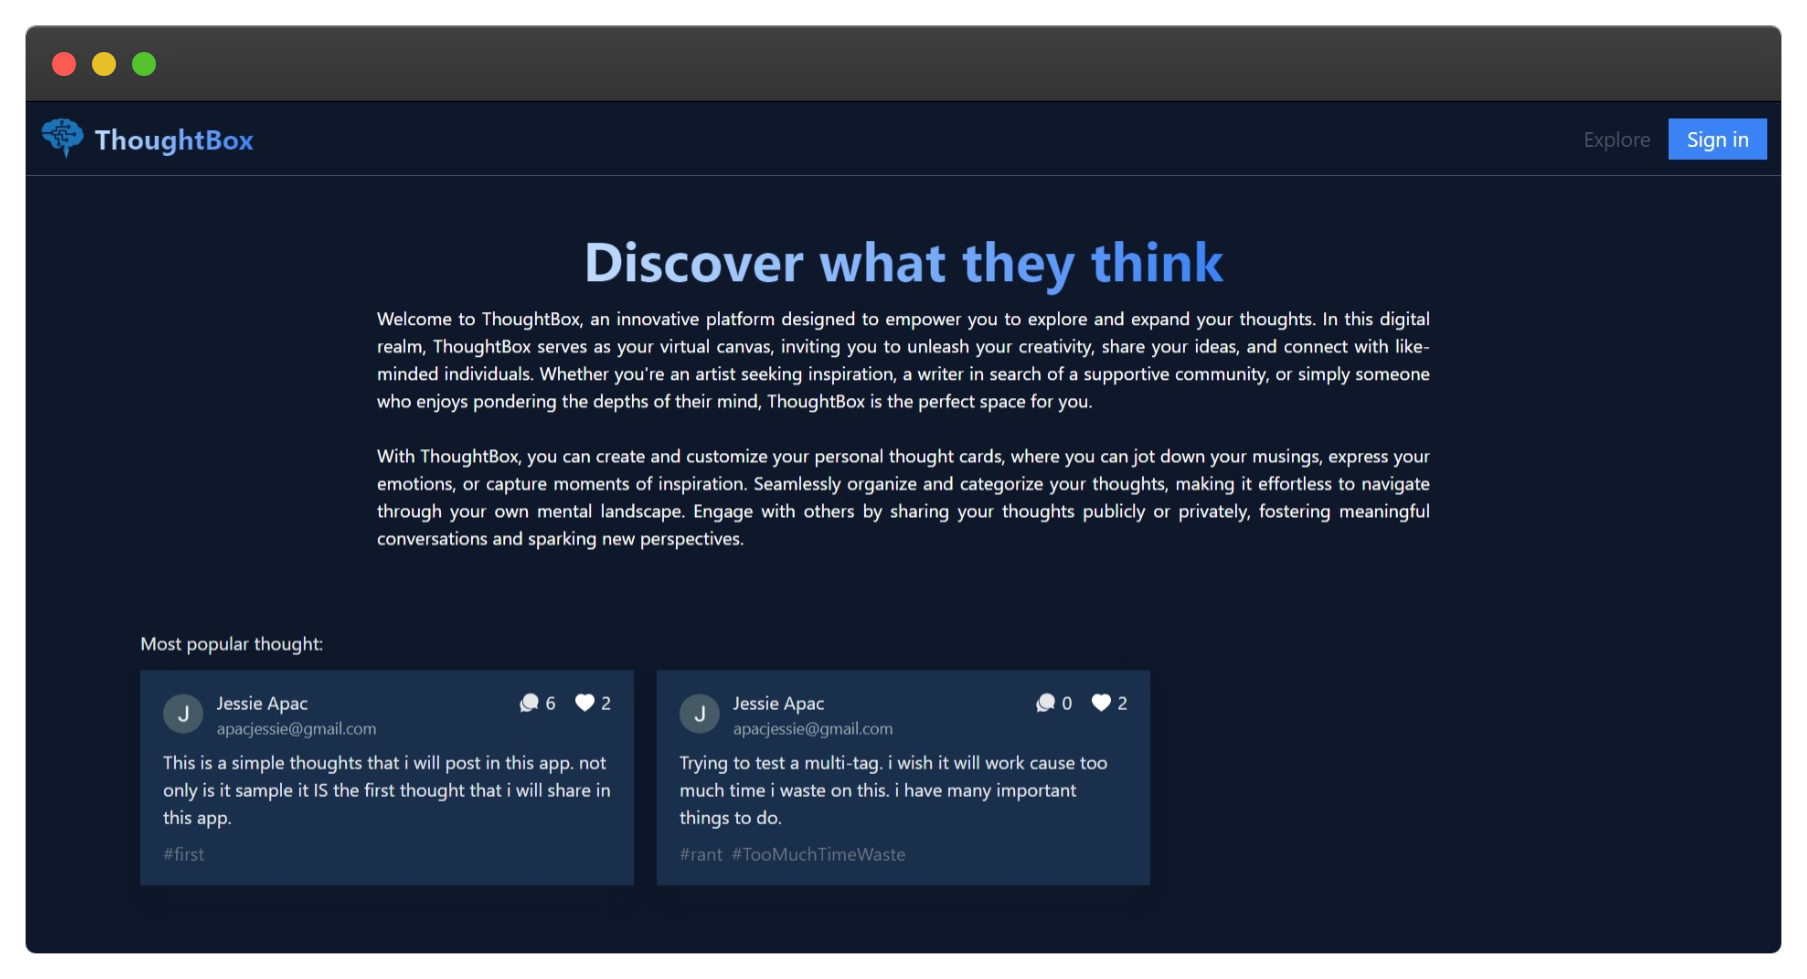 ThoughtBox
Explore
Sign in
Discover what they think
Welcome to ThoughtBox, an innovative platform designed to empower you to explore and expand your thoughts. In this digital
realm, ThoughtBox serves as your virtual canvas, inviting you to unleash your creativity, share your ideas, and connect with like-
minded individuals. Whether you're an artist seeking inspiration, a writer in search of a supportive community, or simply someone
who enjoys pondering the depths of their mind, ThoughtBox is the perfect space for you.
With ThoughtBox, you can create and customize your personal thought cards, where you can jot down your musings, express your
emotions, or capture moments of inspiration. Seamlessly organize and categorize your thoughts, making it effortless to navigate
through your own mental landscape. Engage with others by sharing your thoughts publicly or privately, fostering meaningful
conversations and sparking new perspectives.
Most popular thought:
J
Jessie Apac
6
2
apacjessie@gmail.com
This is a simple thoughts that i will post in this app. not
only is it sample it IS the first thought that i will share in
this app.
#first
J
Jessie Apac
0
2
apacjessie@gmail.com
Trying to test a multi-tag. i wish it will work cause too
much time i waste on this. i have many important
things to do.
#rant #TooMuchTimeWaste